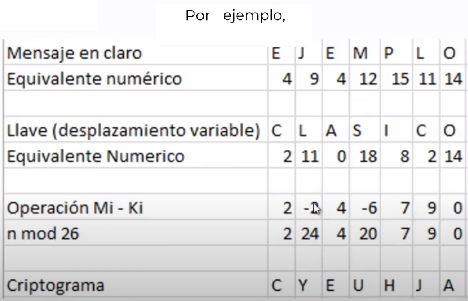 Por ejemplo,
Mensaje en claro E J E M P L O
Equivalente numérico 4 9 4 12 15 11 14
Llave (desplazamiento variable) C L A S I C O
Equivalente Numerico 2 11 0 18 8 2 14
Operación Mi - Ki 2 4 -6 7 9 0
n mod 26 2 24 4 20 7 9 0
Criptograma C Y E U H J A